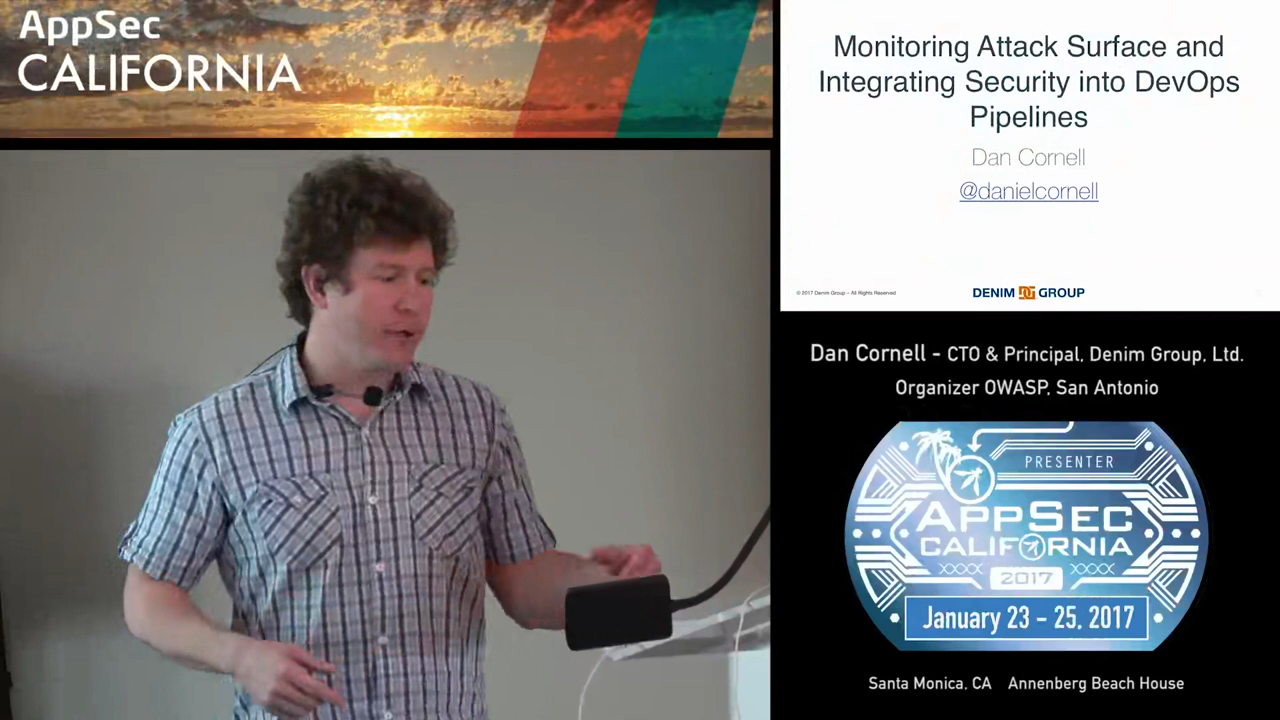 AppSec
CALIFORNIA
Monitoring Attack Surface and
Integrating Security into DevOps
Pipelines
Dan Cornell
@danielcornell
© 2017 Denim Group – All Rights Reserved
DENIM GROUP
Dan Cornell - CTO & Principal, Denim Group, Ltd.
Organizer OWASP, San Antonio
PRESENTER
APPSEC
CALIFORNIA
2017
January 23 - 25, 2017
Santa Monica, CA Annenberg Beach House